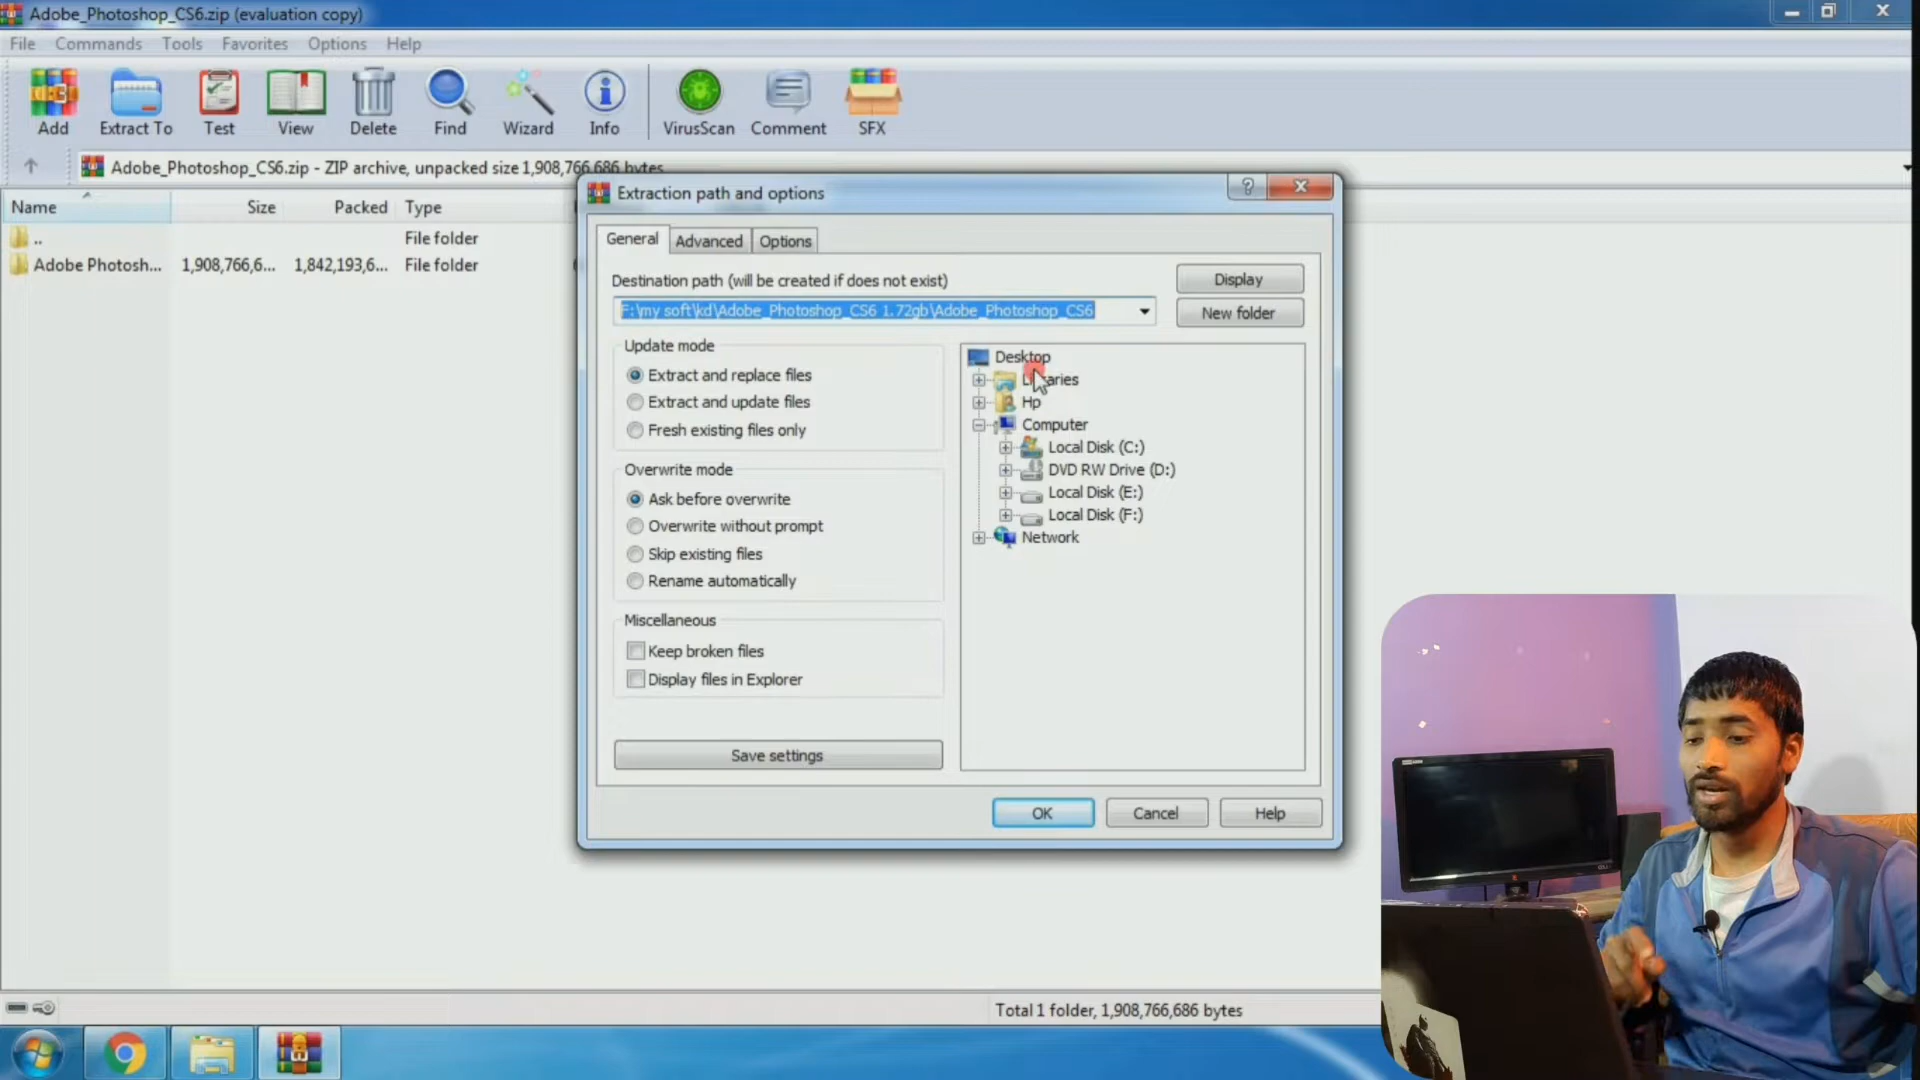 Adobe_Photoshop_CS6.zip (evaluation copy)
File Commands Tools Favorites Options Help
Add Extract To Test View Delete Find Wizard Info VirusScan Comment SFX
Adobe_Photoshop_CS6.zip - ZIP archive, unpacked size 1,908,766,686 bytes
Name Size Packed Type
.. File folder
Adobe Photosh... 1,908,766,6... 1,842,193,6... File folder
Extraction path and options
General Advanced Options
Destination path (will be created if does not exist)
Display
F:\my soft\kd\Adobe_Photoshop_CS6 1.72gb\Adobe_Photoshop_CS6
New folder
Update mode
Extract and replace files
Extract and update files
Fresh existing files only
Overwrite mode
Ask before overwrite
Overwrite without prompt
Skip existing files
Rename automatically
Miscellaneous
Keep broken files
Display files in Explorer
Save settings
Desktop
Libraries
Hp
Computer
Local Disk (C:)
DVD RW Drive (D:)
Local Disk (E:)
Local Disk (F:)
Network
OK Cancel Help
Total 1 folder, 1,908,766,686 bytes